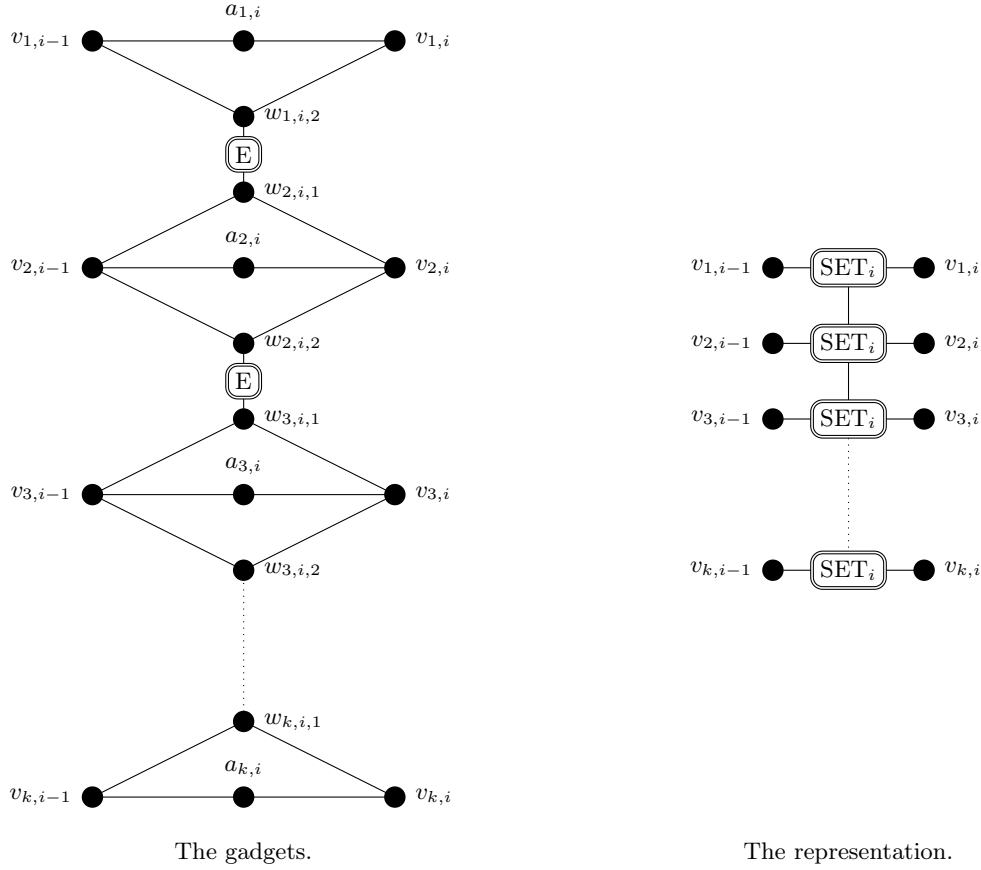 a_{1,i}
v_{1,i−1} v_{1,i}
w_{1,i,2}
E
w_{2,i,1}
a_{2,i}
v_{2,i−1} v_{2,i}
w_{2,i,2}
E
w_{3,i,1}
a_{3,i}
v_{3,i−1} v_{3,i}
w_{3,i,2}
w_{k,i,1}
a_{k,i}
v_{k,i−1} v_{k,i}
The gadgets.
v_{1,i−1} SET_i v_{1,i}
v_{2,i−1} SET_i v_{2,i}
v_{3,i−1} SET_i v_{3,i}
v_{k,i−1} SET_i v_{k,i}
The representation.